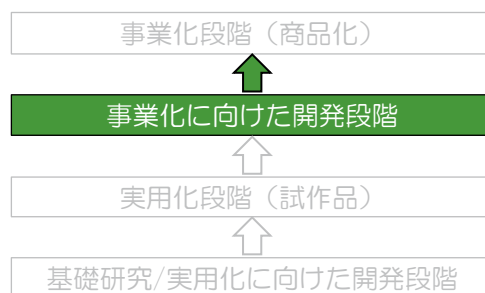 事業化段階（商品化）
事業化に向けた開発段階
実用化段階（試作品）
基礎研究/実用化に向けた開発段階